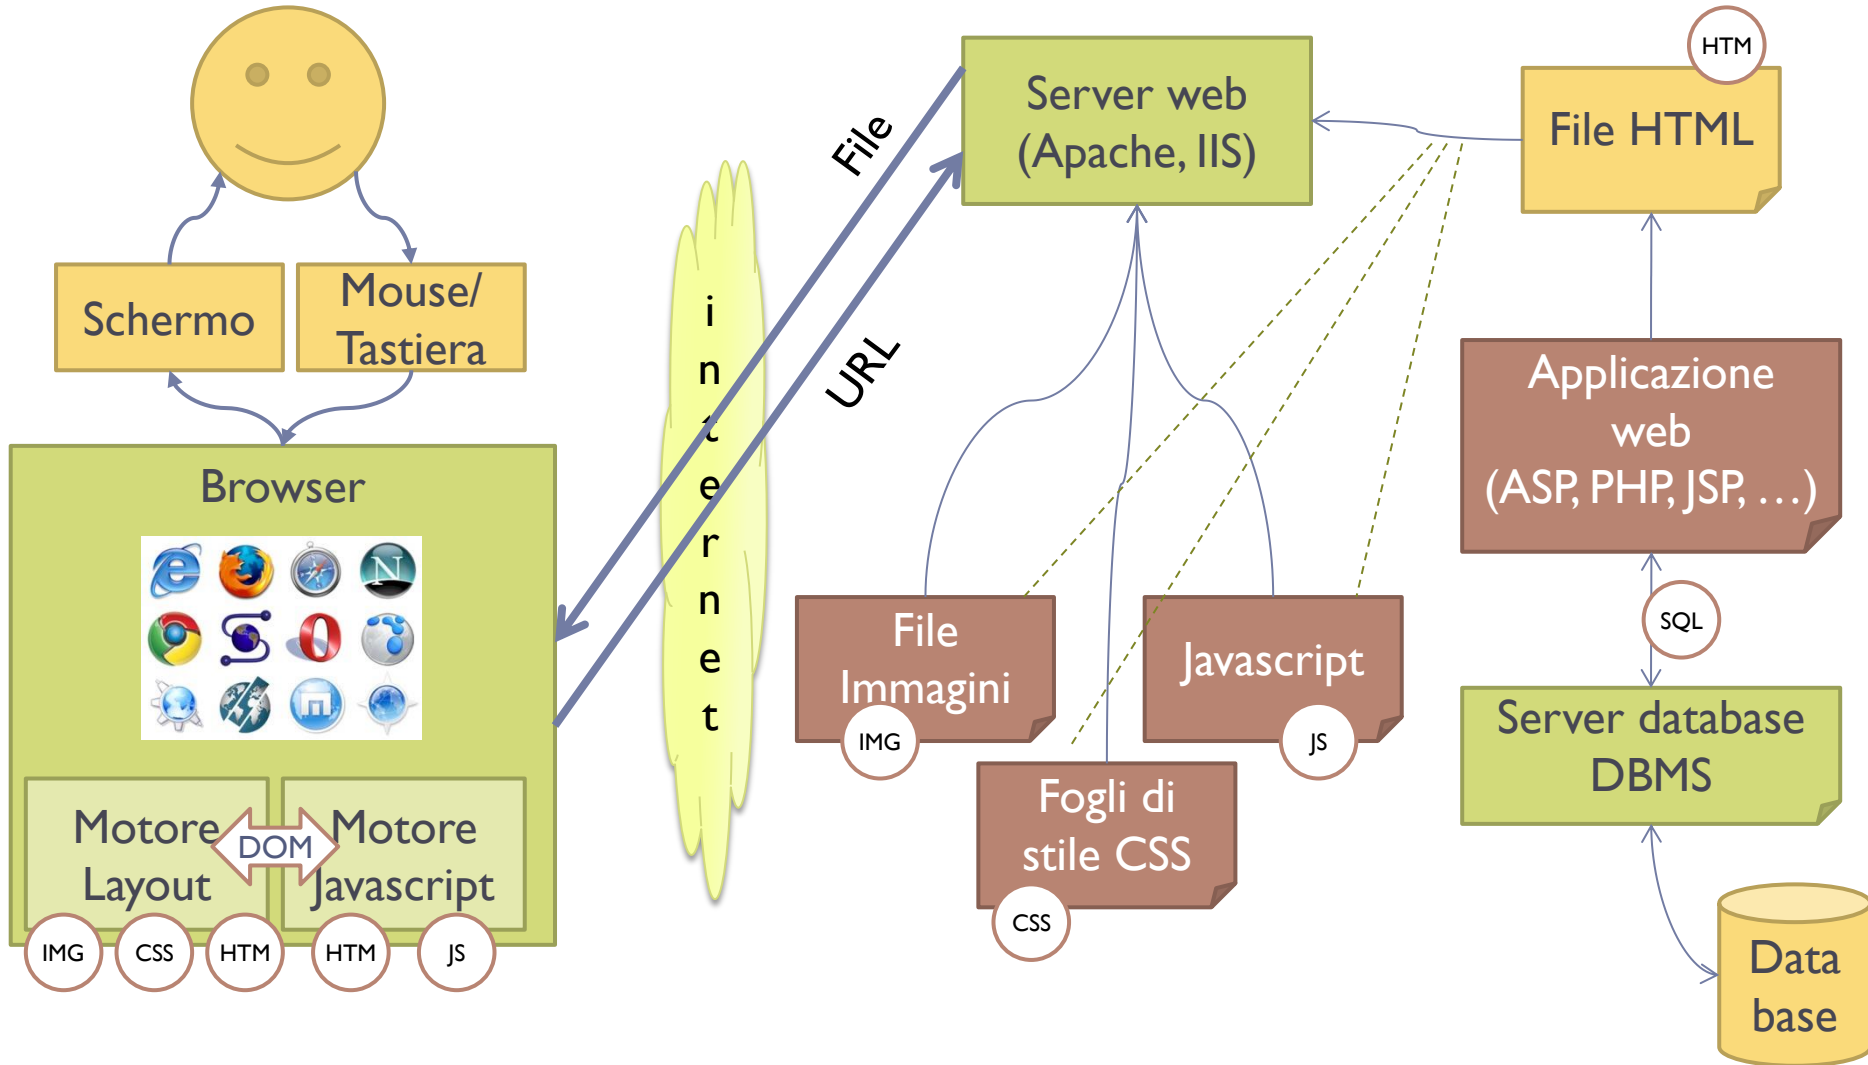 Schermo
Mouse/
Tastiera
Browser
N
Motore
Layout
DOM
Motore
Javascript
IMG
CSS
HTM
HTM
JS
internet
File
URL
Server web
(Apache, IIS)
HTM
File HTML
Applicazione
web
(ASP, PHP, JSP, …)
SQL
File
Immagini
IMG
Javascript
JS
Fogli di
stile CSS
CSS
Server database
DBMS
Data
base